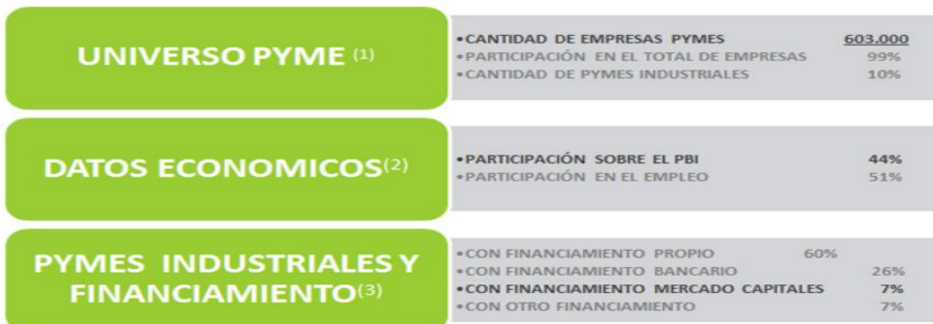 UNIVERSO PYME (1)
•CANTIDAD DE EMPRESAS PYMES 603.000
•PARTICIPACIÓN EN EL TOTAL DE EMPRESAS 99%
•CANTIDAD DE PYMES INDUSTRIALES 10%
DATOS ECONOMICOS(2)
•PARTICIPACIÓN SOBRE EL PBI 44%
•PARTICIPACIÓN EN EL EMPLEO 51%
PYMES INDUSTRIALES Y
FINANCIAMIENTO(3)
•CON FINANCIAMIENTO PROPIO 60%
•CON FINANCIAMIENTO BANCARIO 26%
•CON FINANCIAMIENTO MERCADO CAPITALES 7%
•CON OTRO FINANCIAMIENTO 7%